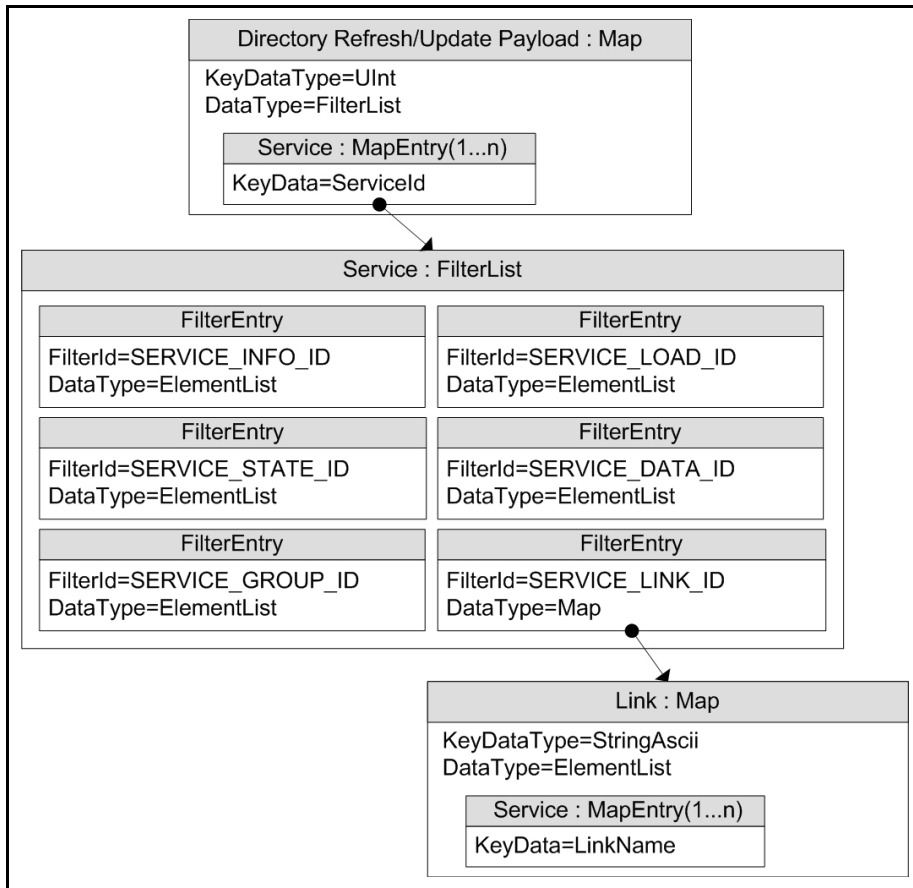 Directory Refresh/Update Payload : Map
KeyDataType=UInt
DataType=FilterList
Service : MapEntry(1...n)
KeyData=ServiceId
Service : FilterList
FilterEntry
FilterId=SERVICE_INFO_ID
DataType=ElementList
FilterEntry
FilterId=SERVICE_LOAD_ID
DataType=ElementList
FilterEntry
FilterId=SERVICE_STATE_ID
DataType=ElementList
FilterEntry
FilterId=SERVICE_DATA_ID
DataType=ElementList
FilterEntry
FilterId=SERVICE_GROUP_ID
DataType=ElementList
FilterEntry
FilterId=SERVICE_LINK_ID
DataType=Map
Link : Map
KeyDataType=StringAscii
DataType=ElementList
Service : MapEntry(1...n)
KeyData=LinkName